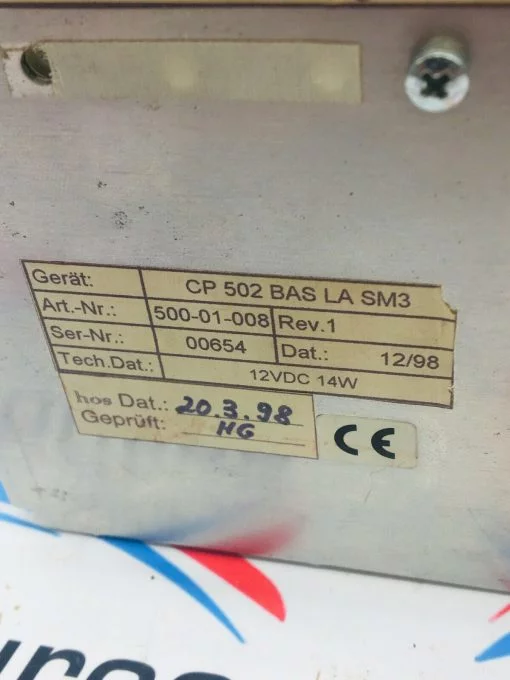 Gerät: CP 502 BAS LA SM3
Art.-Nr.: 500-01-008 Rev.1
Ser-Nr.: 00654 Dat.: 12/98
Tech.Dat.: 12VDC 14W
hos Dat.: 20.3.98
Geprüft: HG
CE